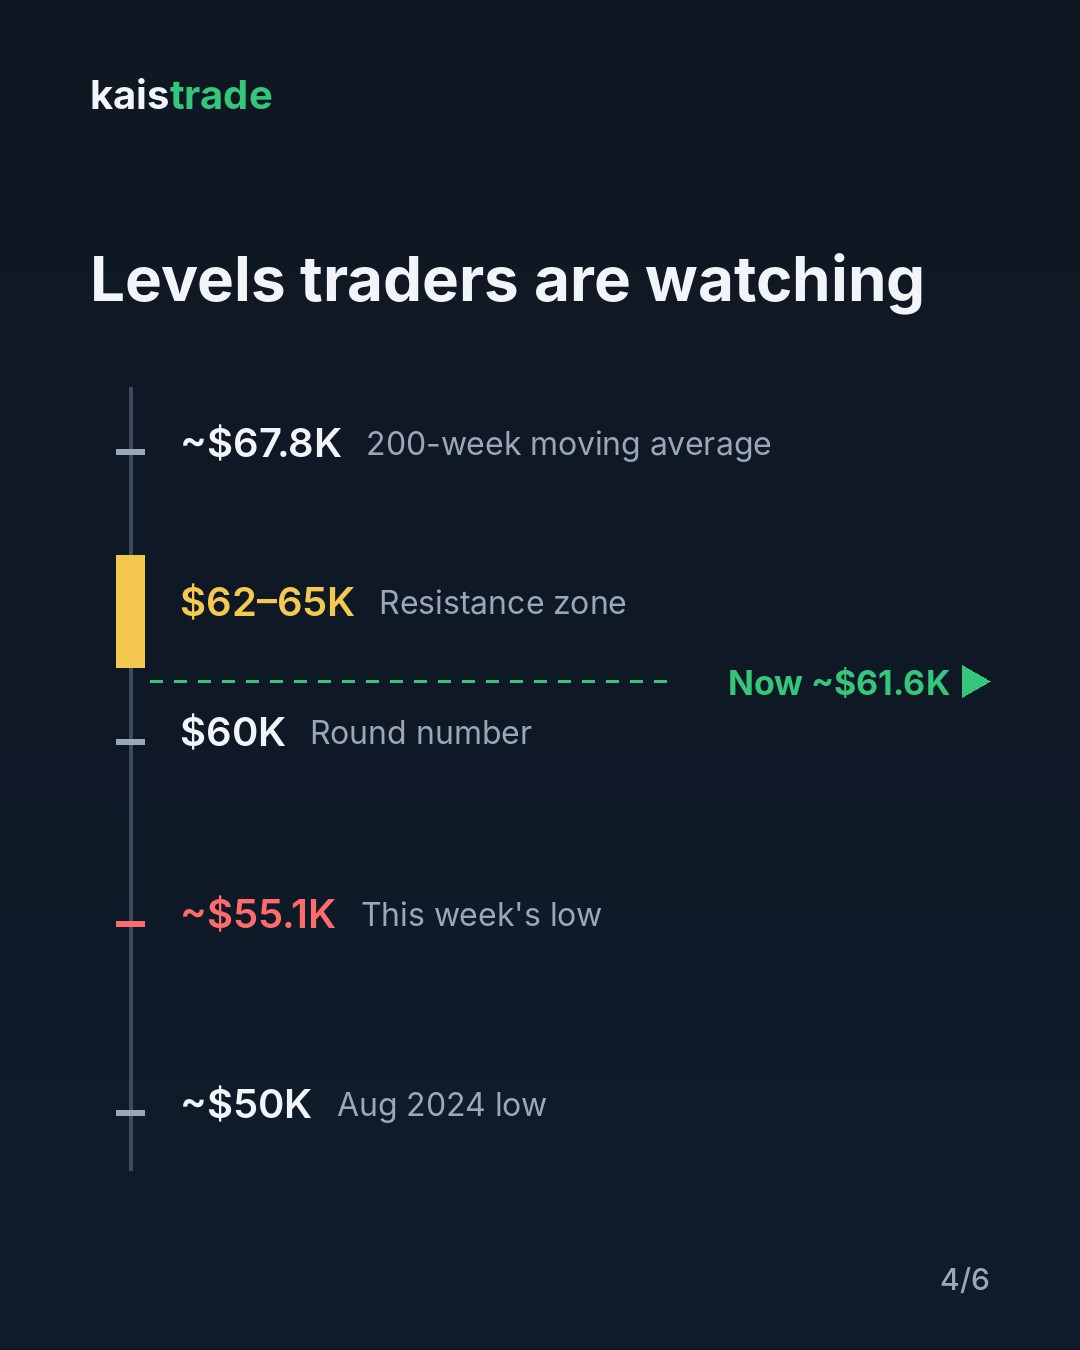 kaistrade
Levels traders are watching
~$67.8K 200-week moving average
$62–65K Resistance zone
Now ~$61.6K
$60K Round number
~$55.1K This week's low
~$50K Aug 2024 low
4/6